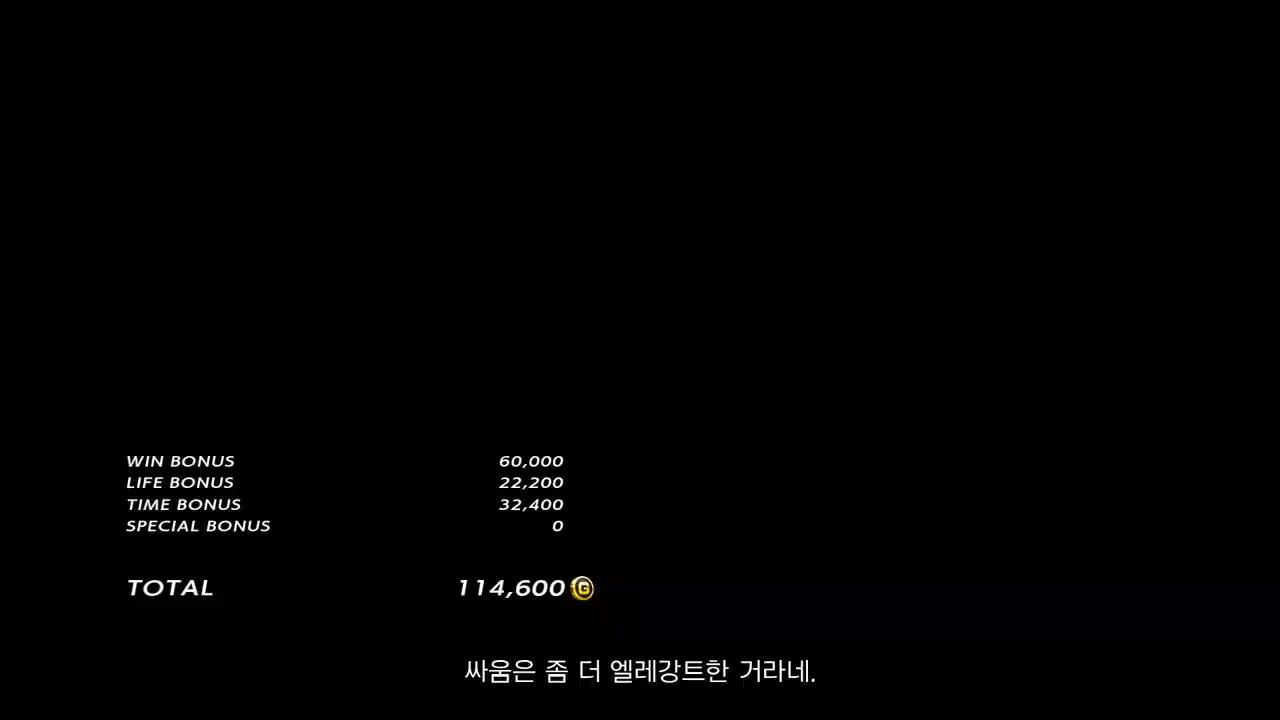 WIN BONUS 60,000
LIFE BONUS 22,200
TIME BONUS 32,400
SPECIAL BONUS 0
TOTAL 114,600 G
싸움은 좀 더 엘레강트한 거라네.